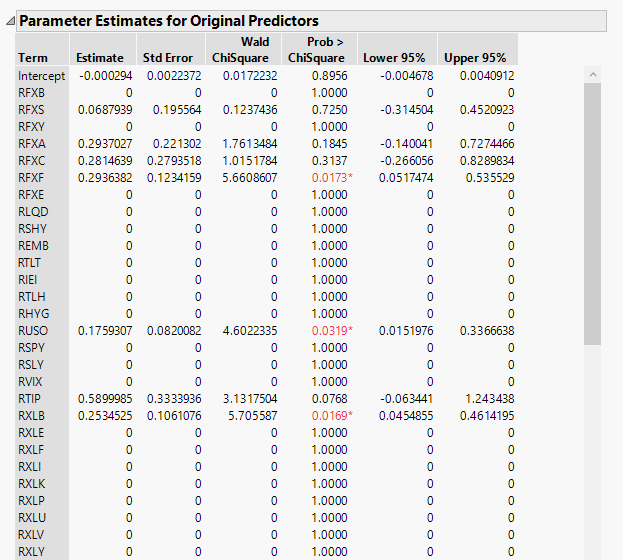 Parameter Estimates for Original Predictors
Wald Prob >
Term Estimate Std Error ChiSquare ChiSquare Lower 95% Upper 95%
Intercept -0.000294 0.0022372 0.0172232 0.8956 -0.004678 0.0040912
RFXB 0 0 0 1.0000 0 0
RFXS 0.0687939 0.195564 0.1237436 0.7250 -0.314504 0.4520923
RFXY 0 0 0 1.0000 0 0
RFXA 0.2937027 0.221302 1.7613484 0.1845 -0.140041 0.7274466
RFXC 0.2814639 0.2793518 1.0151784 0.3137 -0.266056 0.8289834
RFXF 0.2936382 0.1234159 5.6608607 0.0173* 0.0517474 0.535529
RFXE 0 0 0 1.0000 0 0
RLQD 0 0 0 1.0000 0 0
RSHY 0 0 0 1.0000 0 0
REMB 0 0 0 1.0000 0 0
RTLT 0 0 0 1.0000 0 0
RIEI 0 0 0 1.0000 0 0
RTLH 0 0 0 1.0000 0 0
RHYG 0 0 0 1.0000 0 0
RUSO 0.1759307 0.0820082 4.6022335 0.0319* 0.0151976 0.3366638
RSPY 0 0 0 1.0000 0 0
RSLY 0 0 0 1.0000 0 0
RVIX 0 0 0 1.0000 0 0
RTIP 0.5899985 0.3333936 3.1317504 0.0768 -0.063441 1.243438
RXLB 0.2534525 0.1061076 5.705587 0.0169* 0.0454855 0.4614195
RXLE 0 0 0 1.0000 0 0
RXLF 0 0 0 1.0000 0 0
RXLI 0 0 0 1.0000 0 0
RXLK 0 0 0 1.0000 0 0
RXLP 0 0 0 1.0000 0 0
RXLU 0 0 0 1.0000 0 0
RXLV 0 0 0 1.0000 0 0
RXLY 0 0 0 1.0000 0 0